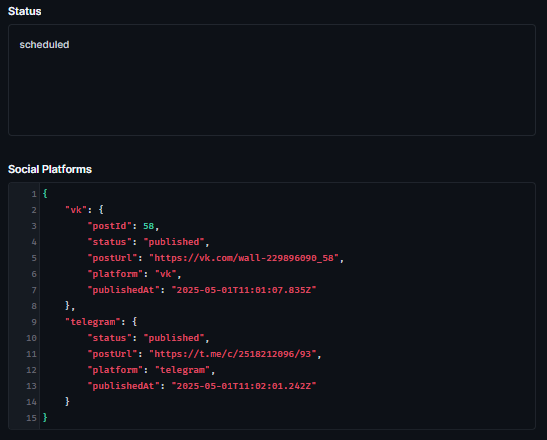 Status
scheduled
Social Platforms
1 {
2 "vk": {
3 "postId": 58,
4 "status": "published",
5 "postUrl": "https://vk.com/wall-229896090_58",
6 "platform": "vk",
7 "publishedAt": "2025-05-01T11:01:07.835Z"
8 },
9 "telegram": {
10 "status": "published",
11 "postUrl": "https://t.me/c/2518212096/93",
12 "platform": "telegram",
13 "publishedAt": "2025-05-01T11:02:01.242Z"
14 }
15 }